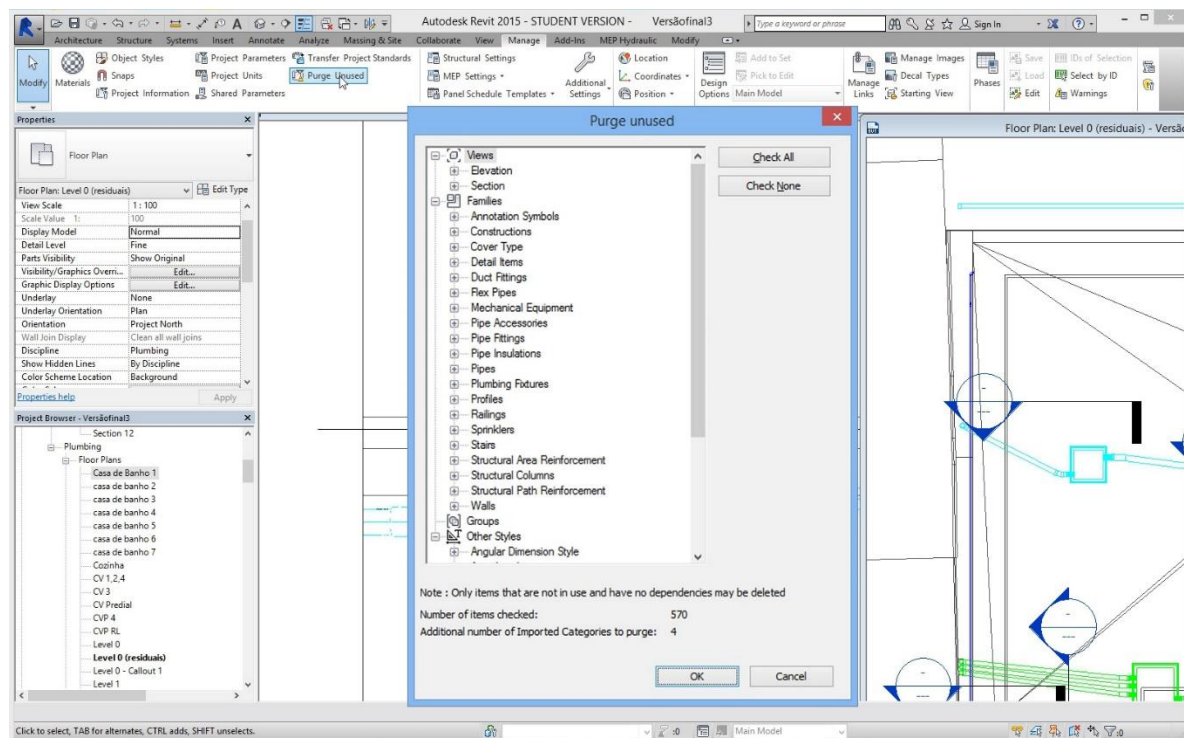 Autodesk Revit 2015 - STUDENT VERSION - Versãofinal3
Type a keyword or phrase
Sign In
Architecture Structure Systems Insert Annotate Analyze Massing & Site Collaborate View Manage Add-Ins MEP Hydraulic Modify
Modify
Materials
Object Styles
Snaps
Project Information
Project Parameters
Project Units
Shared Parameters
Transfer Project Standards
Purge Unused
Structural Settings
MEP Settings
Panel Schedule Templates
Additional Settings
Location
Coordinates
Position
Design Options
Add to Set
Pick to Edit
Main Model
Manage Links
Manage Images
Decal Types
Starting View
Phases
Save
Load
Edit
IDs of Selection
Select by ID
Warnings
Properties
Floor Plan
Floor Plan: Level 0 (residuais)
Edit Type
View Scale 1 : 100
Scale Value 1: 100
Display Model Normal
Detail Level Fine
Parts Visibility Show Original
Visibility/Graphics Overri... Edit...
Graphic Display Options Edit...
Underlay None
Underlay Orientation Plan
Orientation Project North
Wall Join Display Clean all wall joins
Discipline Plumbing
Show Hidden Lines By Discipline
Color Scheme Location Background
Properties help
Apply
Project Browser - Versãofinal3
Section 12
Plumbing
Floor Plans
Casa de Banho 1
casa de banho 2
casa de banho 3
casa de banho 4
casa de banho 5
casa de banho 6
casa de banho 7
Cozinha
CV 1,2,4
CV 3
CV Predial
CVP 4
CVP RL
Level 0
Level 0 (residuais)
Level 0 - Callout 1
Level 1
Purge unused
Views
Elevation
Section
Families
Annotation Symbols
Constructions
Cover Type
Detail Items
Duct Fittings
Flex Pipes
Mechanical Equipment
Pipe Accessories
Pipe Fittings
Pipe Insulations
Pipes
Plumbing Fixtures
Profiles
Railings
Sprinklers
Stairs
Structural Area Reinforcement
Structural Columns
Structural Path Reinforcement
Walls
Groups
Other Styles
Angular Dimension Style
Check All
Check None
Note : Only items that are not in use and have no dependencies may be deleted
Number of items checked: 570
Additional number of Imported Categories to purge: 4
OK
Cancel
Floor Plan: Level 0 (residuais) - Versã
Click to select, TAB for alternates, CTRL adds, SHIFT unselects.
:0
Main Model
:0